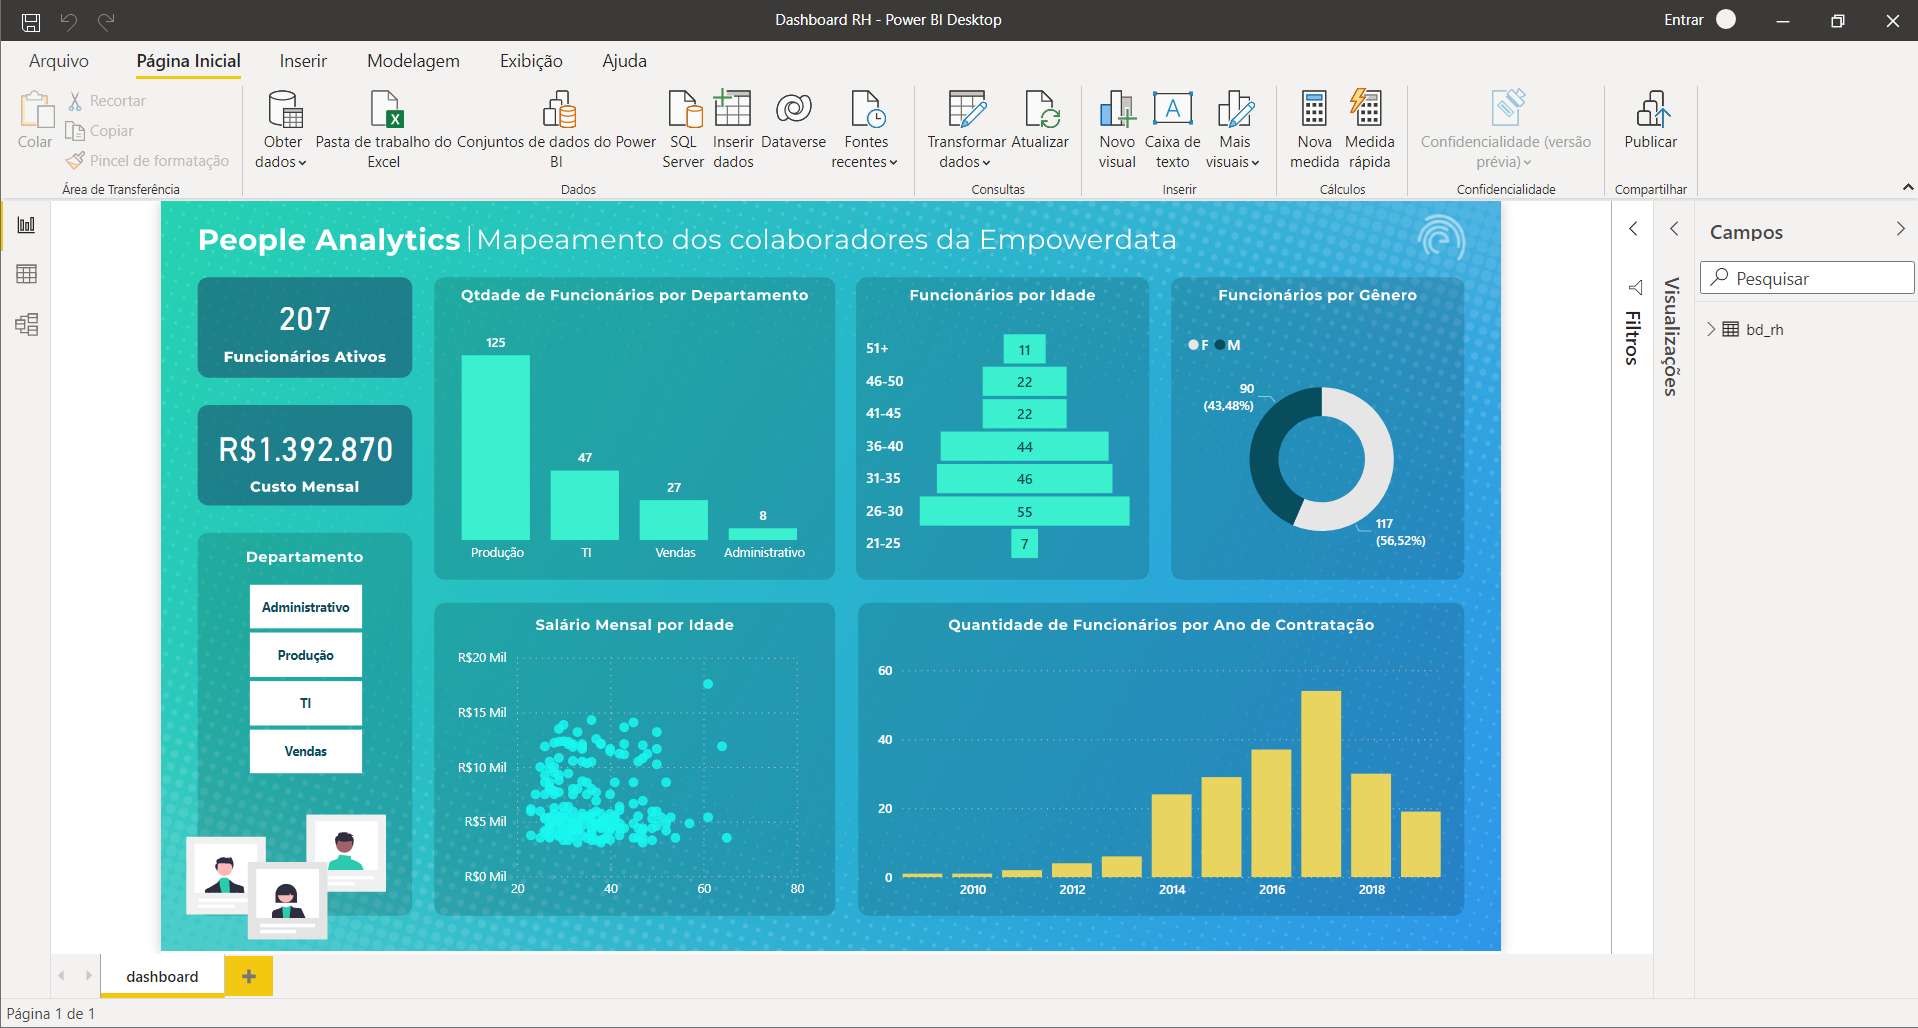 Dashboard RH - Power BI Desktop
Entrar
Arquivo
Página Inicial
Inserir
Modelagem
Exibição
Ajuda
Colar
Recortar
Copiar
Pincel de formatação
Área de Transferência
Obter
dados
Pasta de trabalho do
Excel
Conjuntos de dados do Power
BI
SQL
Server
Inserir
dados
Dataverse
Fontes
recentes
Dados
Transformar
dados
Atualizar
Consultas
Novo
visual
A
Caixa de
texto
Mais
visuais
Inserir
Nova
medida
Medida
rápida
Cálculos
Confidencialidade (versão
prévia)
Confidencialidade
Publicar
Compartilhar
People Analytics | Mapeamento dos colaboradores da Empowerdata
207
Funcionários Ativos
R$1.392.870
Custo Mensal
Departamento
Administrativo
Produção
TI
Vendas
Qtdade de Funcionários por Departamento
125
47
27
8
Produção
TI
Vendas
Administrativo
Funcionários por Idade
51+ 11
46-50 22
41-45 22
36-40 44
31-35 46
26-30 55
21-25 7
Funcionários por Gênero
F M
90
(43,48%)
117
(56,52%)
Salário Mensal por Idade
R$20 Mil
R$15 Mil
R$10 Mil
R$5 Mil
R$0 Mil
20 40 60 80
Quantidade de Funcionários por Ano de Contratação
60
40
20
0
2010 2012 2014 2016 2018
Filtros
Visualizações
Campos
Pesquisar
bd_rh
dashboard
Página 1 de 1